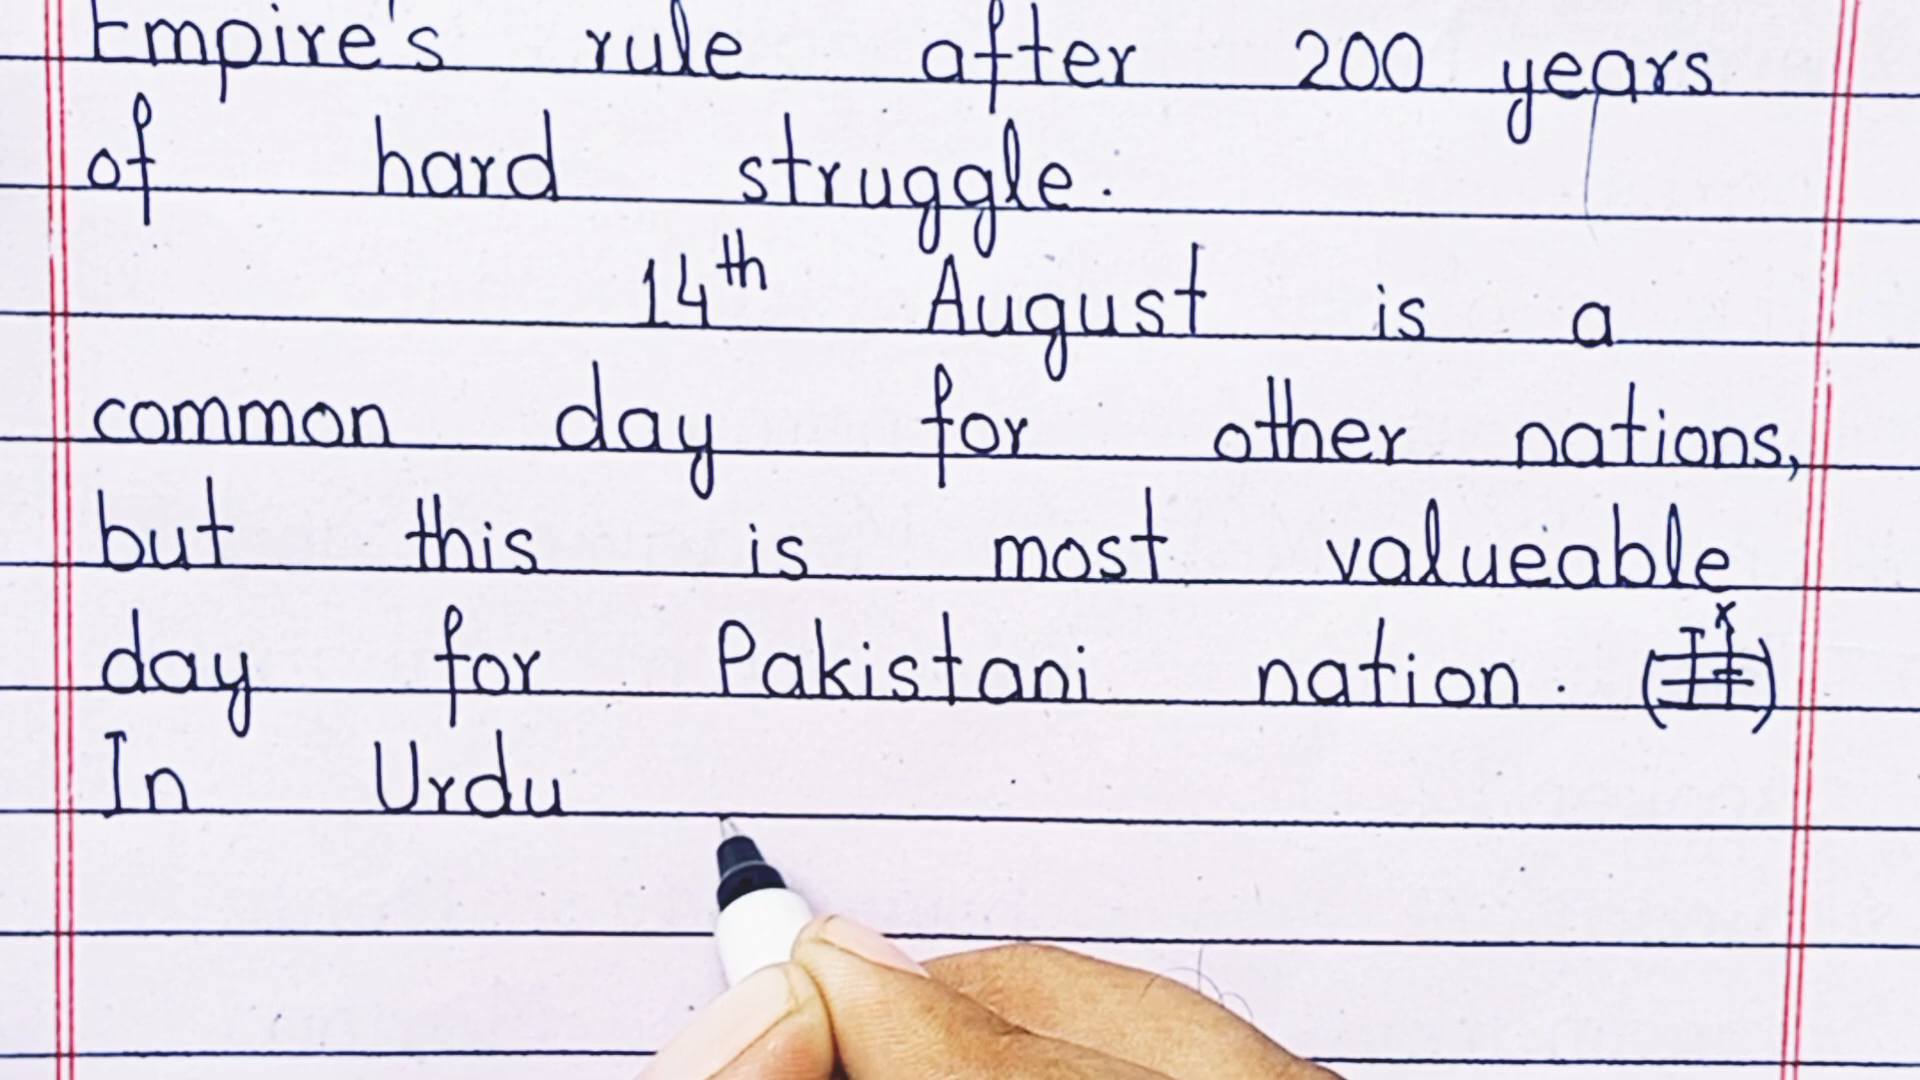 Empire's rule after 200 years
of hard struggle.
14th August is a
common day for other nations,
but this is most valueable
day for Pakistani nation.
In Urdu